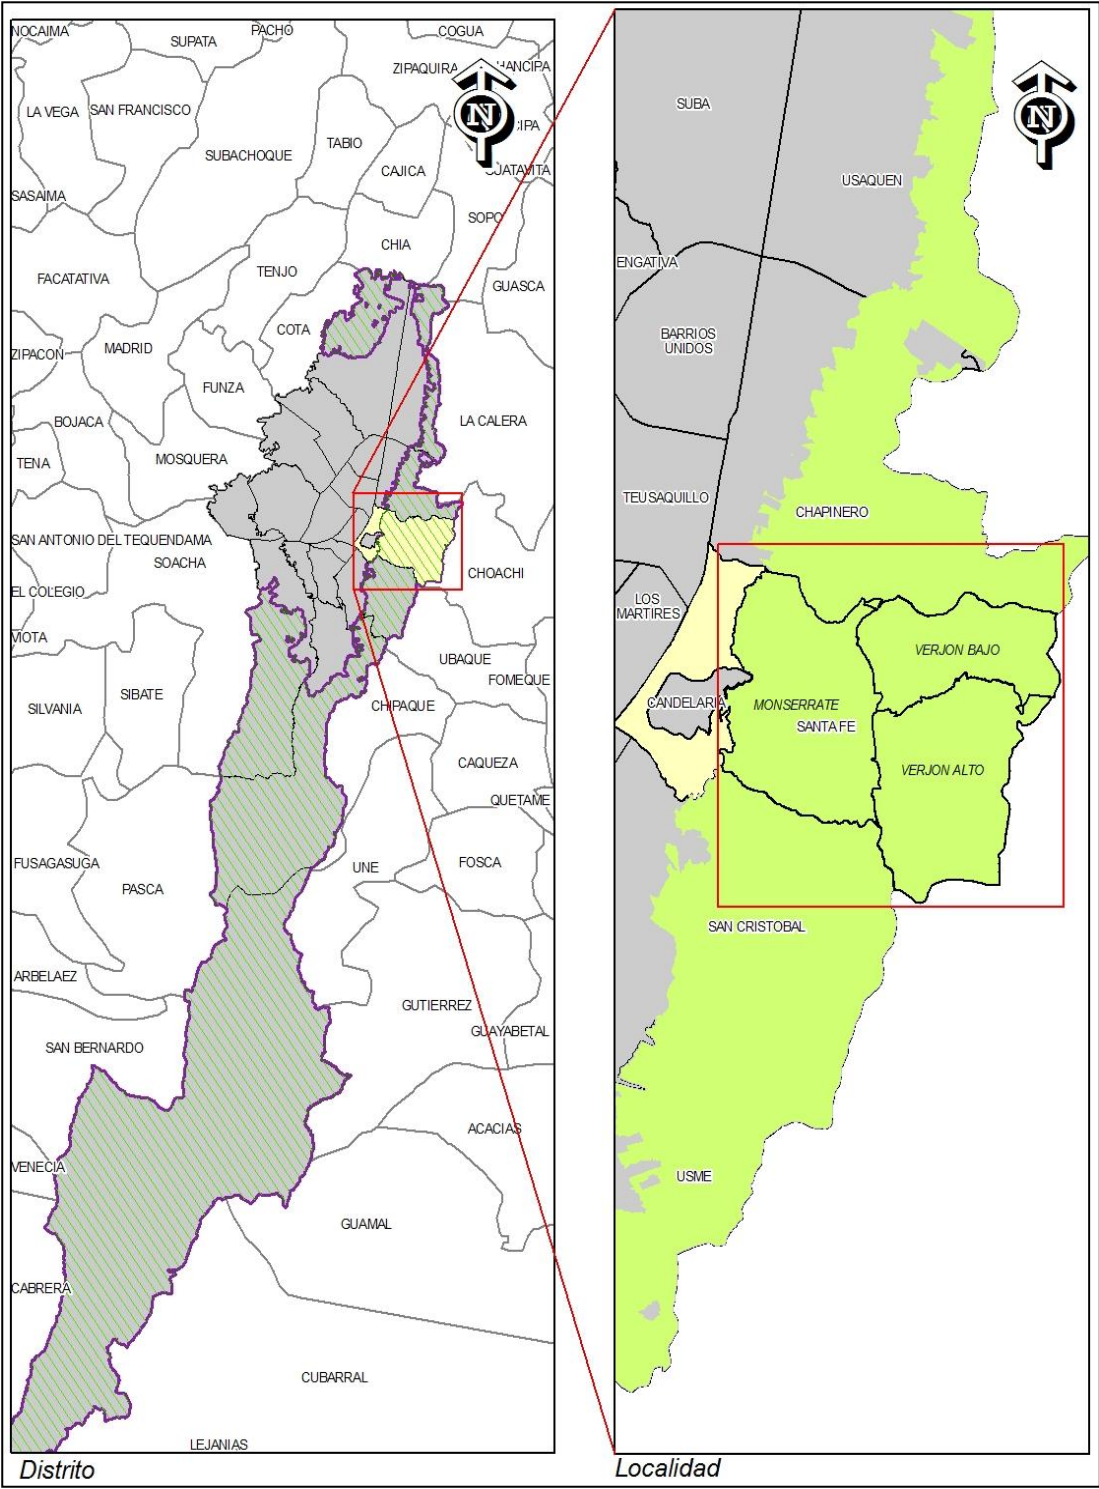 NOCAIMA
PACHO
COGUA
SUPATA
ZIPAQUIRA
LA VEGA
SAN FRANCISCO
N
TABIO
SUBACHOQUE
CAJICA
SASAIMA
SOPO
CHIA
TENJO
FACATATIVA
GUASCA
COTA
ZIPACON
MADRID
FUNZA
BOJACA
LA CALERA
MOSQUERA
TENA
SAN ANTONIO DEL TEQUENDAMA
SOACHA
CHOACHI
EL COLEGIO
VIOTA
UBAQUE
FOMEQUE
SIBATE
SILVANIA
CHIPAQUE
CAQUEZA
QUETAME
FUSAGASUGA
UNE
FOSCA
PASCA
ARBELAEZ
GUTIERREZ
GUAYABETAL
SAN BERNARDO
ACACIAS
VENECIA
GUAMAL
CABRERA
CUBARRAL
LEJANIAS
Distrito
N
SUBA
USAQUEN
ENGATIVA
BARRIOS
UNIDOS
TEUSAQUILLO
CHAPINERO
LOS
MARTIRES
VERJON BAJO
CANDELARIA
MONSERRATE
SANTA FE
VERJON ALTO
SAN CRISTOBAL
USME
Localidad